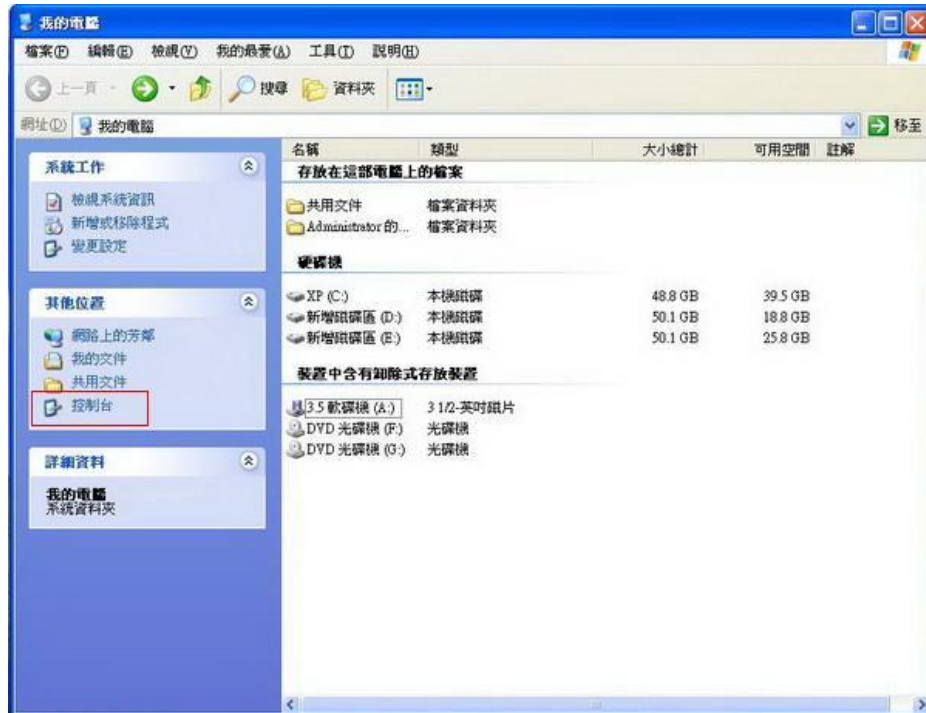 我的電腦
檔案(F) 編輯(E) 檢視(V) 我的最愛(A) 工具(T) 說明(H)
上一頁 搜尋 資料夾
網址(D) 我的電腦 移至
名稱 類型 大小總計 可用空間 註解
系統工作
檢視系統資訊
新增或移除程式
變更設定
其他位置
網路上的芳鄰
我的文件
共用文件
控制台
詳細資料
我的電腦
系統資料夾
存放在這部電腦上的檔案
共用文件 檔案資料夾
Administrator 的... 檔案資料夾
硬碟機
XP (C:) 本機磁碟 48.8 GB 39.5 GB
新增磁碟區 (D:) 本機磁碟 50.1 GB 18.8 GB
新增磁碟區 (E:) 本機磁碟 50.1 GB 25.8 GB
裝置中含有卸除式存放裝置
3.5 軟碟機 (A:) 3 1/2-英吋磁片
DVD 光碟機 (F:) 光碟機
DVD 光碟機 (G:) 光碟機